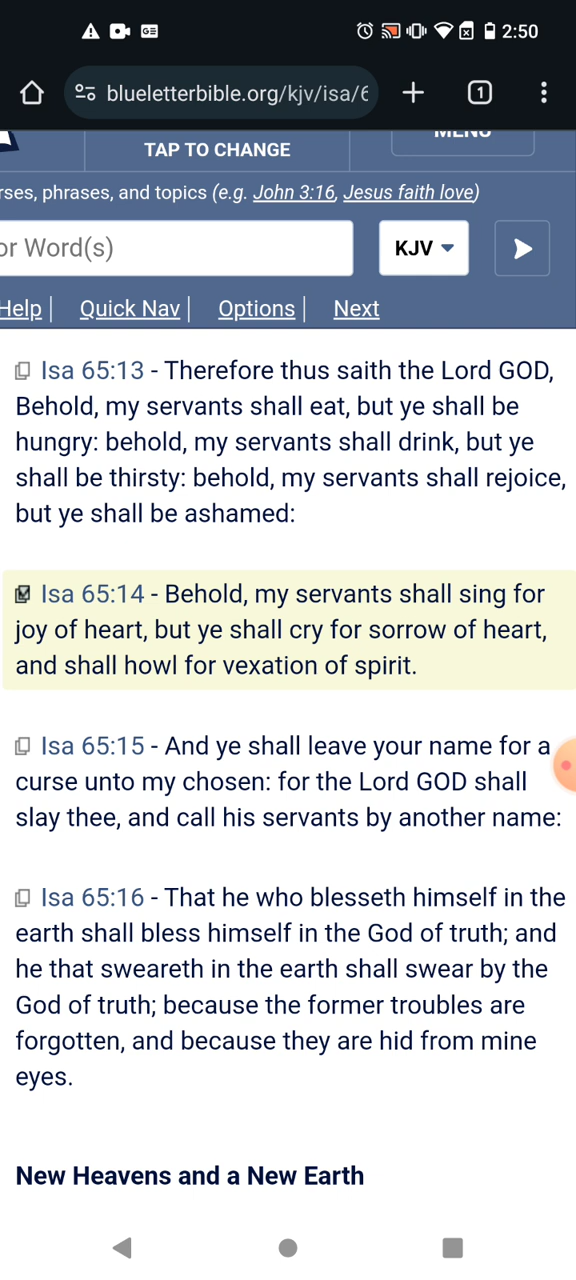 2:50
blueletterbible.org/kjv/isa/6
1
TAP TO CHANGE
MENU
rses, phrases, and topics (e.g. John 3:16, Jesus faith love)
or Word(s)
KJV
Help| Quick Nav| Options| Next
Isa 65:13 - Therefore thus saith the Lord GOD,
Behold, my servants shall eat, but ye shall be
hungry: behold, my servants shall drink, but ye
shall be thirsty: behold, my servants shall rejoice,
but ye shall be ashamed:
Isa 65:14 - Behold, my servants shall sing for
joy of heart, but ye shall cry for sorrow of heart,
and shall howl for vexation of spirit.
Isa 65:15 - And ye shall leave your name for a
curse unto my chosen: for the Lord GOD shall
slay thee, and call his servants by another name:
Isa 65:16 - That he who blesseth himself in the
earth shall bless himself in the God of truth; and
he that sweareth in the earth shall swear by the
God of truth; because the former troubles are
forgotten, and because they are hid from mine
eyes.
New Heavens and a New Earth